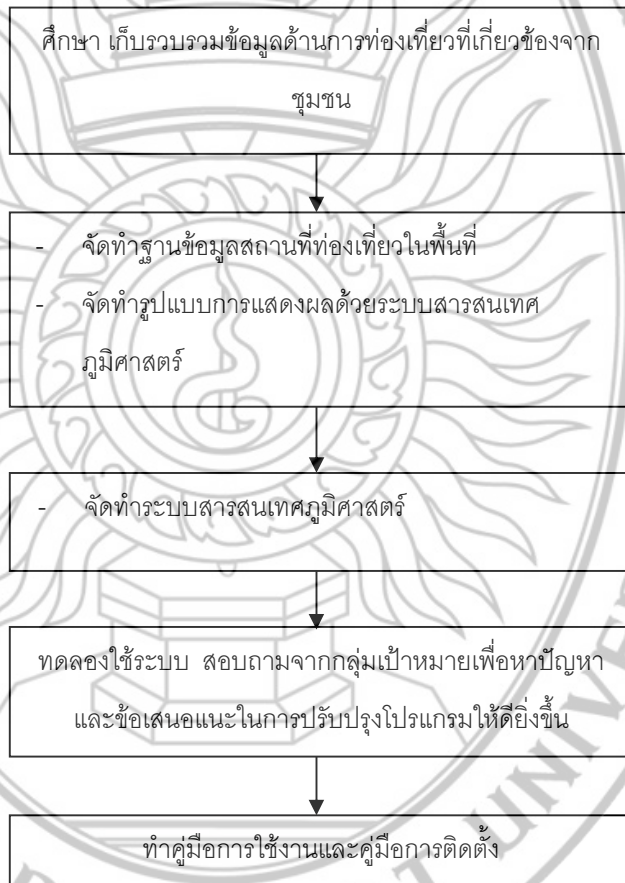 ศึกษา เก็บรวบรวมข้อมูลด้านการท่องเที่ยวที่เกี่ยวข้องจาก
ชุมชน
- จัดทำฐานข้อมูลสถานที่ท่องเที่ยวในพื้นที่
- จัดทำรูปแบบการแสดงผลด้วยระบบสารสนเทศ
ภูมิศาสตร์
- จัดทำระบบสารสนเทศภูมิศาสตร์
ทดลองใช้ระบบ สอบถามจากกลุ่มเป้าหมายเพื่อหาปัญหา
และข้อเสนอแนะในการปรับปรุงโปรแกรมให้ดียิ่งขึ้น
ทำคู่มือการใช้งานและคู่มือการติดตั้ง